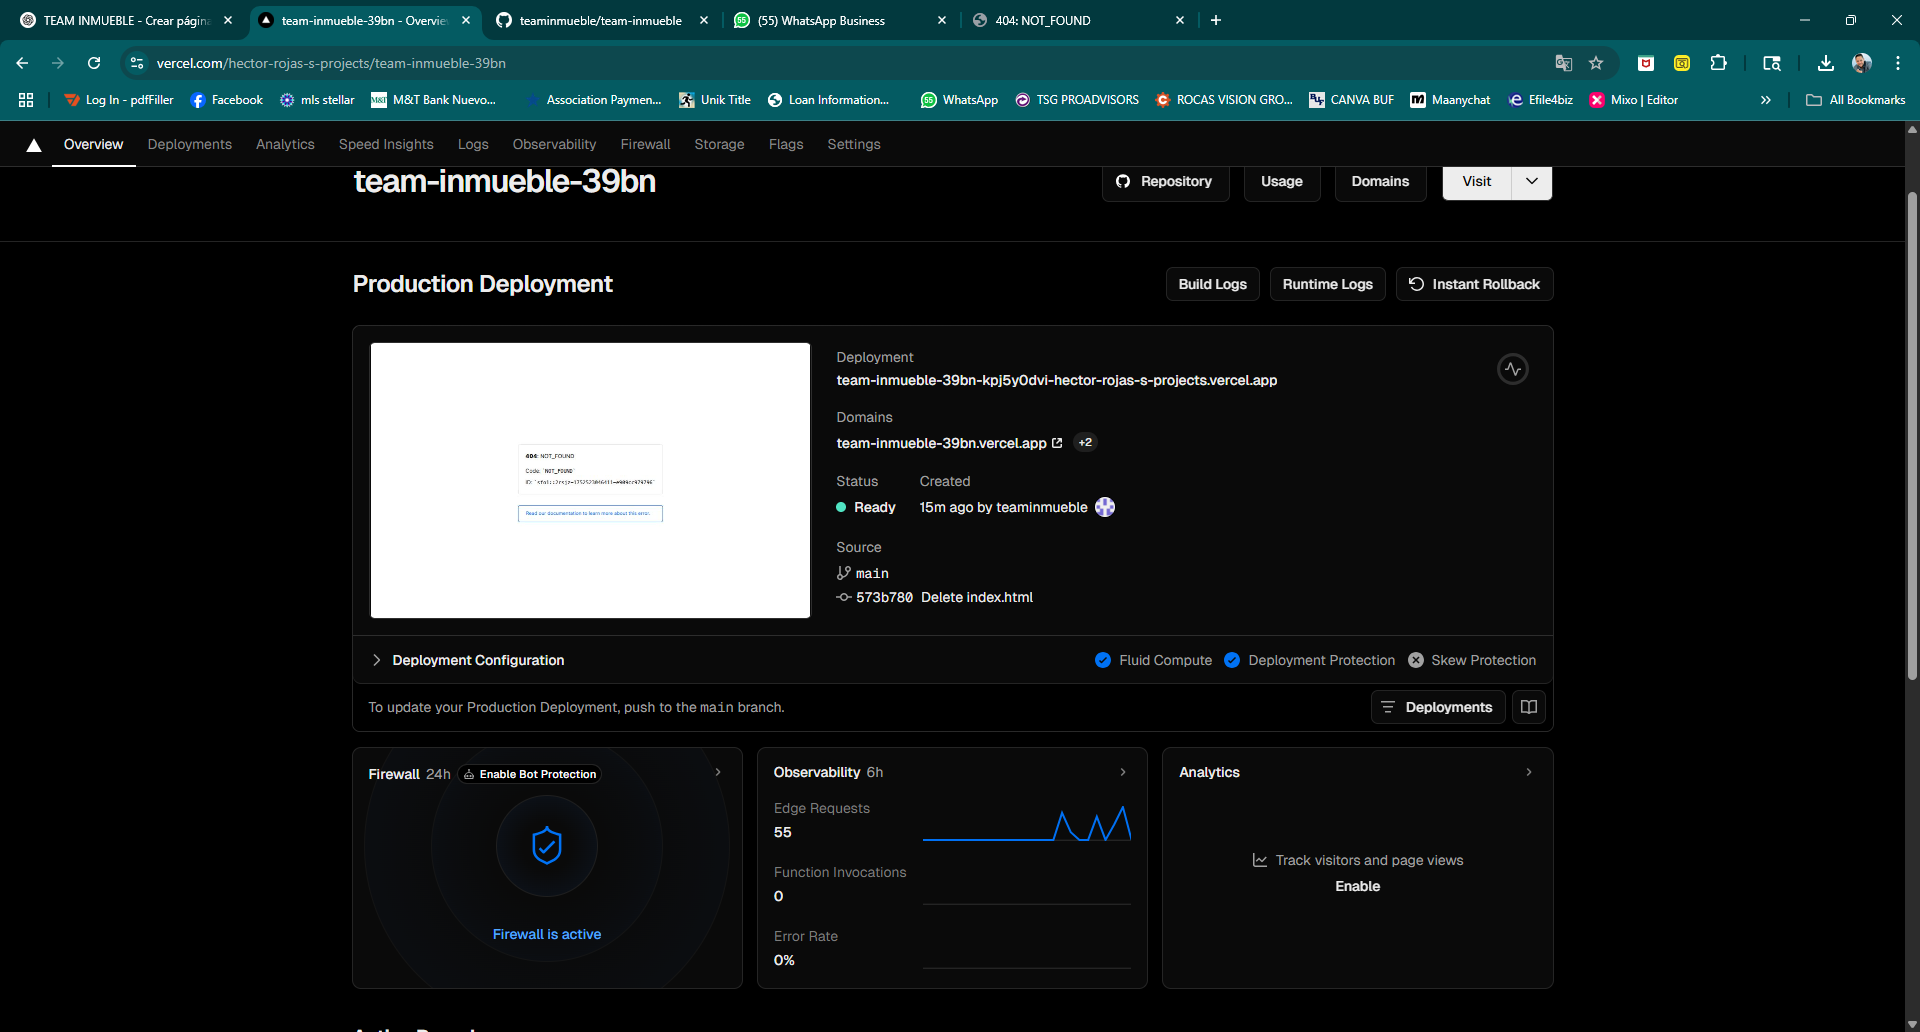 TEAM INMUEBLE - Crear página
team-inmueble-39bn - Overvie
teaminmueble/team-inmueble
(55) WhatsApp Business
404: NOT_FOUND
vercel.com/hector-rojas-s-projects/team-inmueble-39bn
Log In - pdfFiller
Facebook
mls stellar
M&T Bank Nuevo...
Association Paymen...
Unik Title
Loan Information...
WhatsApp
TSG PROADVISORS
ROCAS VISION GRO...
CANVA BUF
Maanychat
Efile4biz
Mixo | Editor
All Bookmarks
Overview
Deployments
Analytics
Speed Insights
Logs
Observability
Firewall
Storage
Flags
Settings
team-inmueble-39bn
Repository
Usage
Domains
Visit
Production Deployment
Build Logs
Runtime Logs
Instant Rollback
404: NOT_FOUND
Code: `NOT_FOUND`
Read our documentation to learn more about this error.
Deployment
team-inmueble-39bn-kpj5y0dvi-hector-rojas-s-projects.vercel.app
Domains
team-inmueble-39bn.vercel.app +2
Status Created
Ready 15m ago by teaminmueble
Source
main
573b780 Delete index.html
Deployment Configuration
Fluid Compute
Deployment Protection
Skew Protection
To update your Production Deployment, push to the main branch.
Deployments
Firewall 24h Enable Bot Protection
Firewall is active
Observability 6h
Edge Requests
55
Function Invocations
0
Error Rate
0%
Analytics
Track visitors and page views
Enable